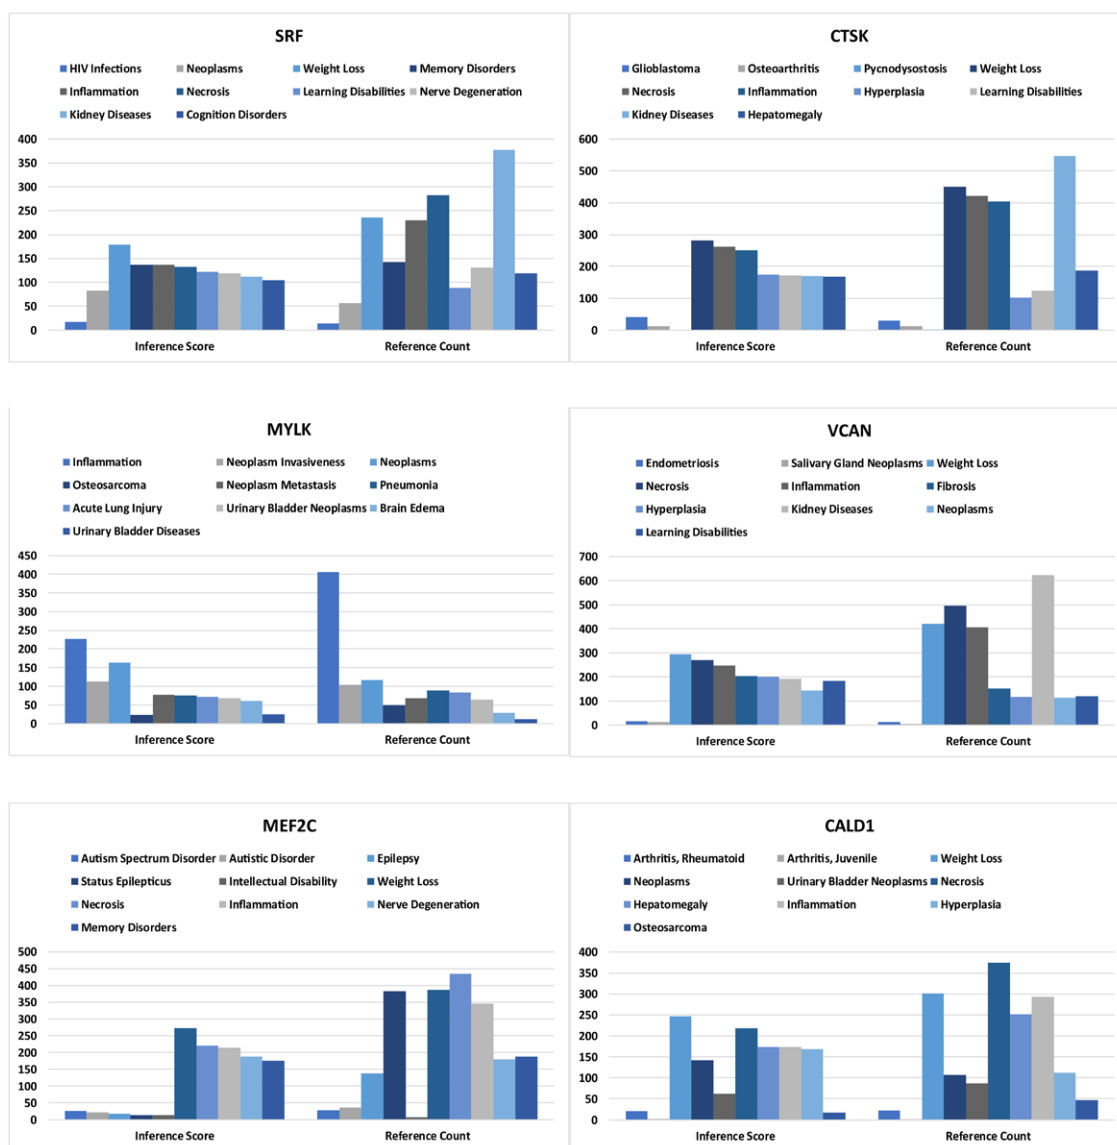 SRF
HIV Infections Neoplasms Weight Loss Memory Disorders
Inflammation Necrosis Learning Disabilities Nerve Degeneration
Kidney Diseases Cognition Disorders
400
350
300
250
200
150
100
50
0
Inference Score Reference Count
CTSK
Glioblastoma Osteoarthritis Pycnodysostosis Weight Loss
Necrosis Inflammation Hyperplasia Learning Disabilities
Kidney Diseases Hepatomegaly
600
500
400
300
200
100
0
Inference Score Reference Count
MYLK
Inflammation Neoplasm Invasiveness Neoplasms
Osteosarcoma Neoplasm Metastasis Pneumonia
Acute Lung Injury Urinary Bladder Neoplasms Brain Edema
Urinary Bladder Diseases
450
400
350
300
250
200
150
100
50
0
Inference Score Reference Count
VCAN
Endometriosis Salivary Gland Neoplasms Weight Loss
Necrosis Inflammation Fibrosis
Hyperplasia Kidney Diseases Neoplasms
Learning Disabilities
700
600
500
400
300
200
100
0
Inference Score Reference Count
MEF2C
Autism Spectrum Disorder Autistic Disorder Epilepsy
Status Epilepticus Intellectual Disability Weight Loss
Necrosis Inflammation Nerve Degeneration
Memory Disorders
500
450
400
350
300
250
200
150
100
50
0
Inference Score Reference Count
CALD1
Arthritis, Rheumatoid Arthritis, Juvenile Weight Loss
Neoplasms Urinary Bladder Neoplasms Necrosis
Hepatomegaly Inflammation Hyperplasia
Osteosarcoma
400
350
300
250
200
150
100
50
0
Inference Score Reference Count